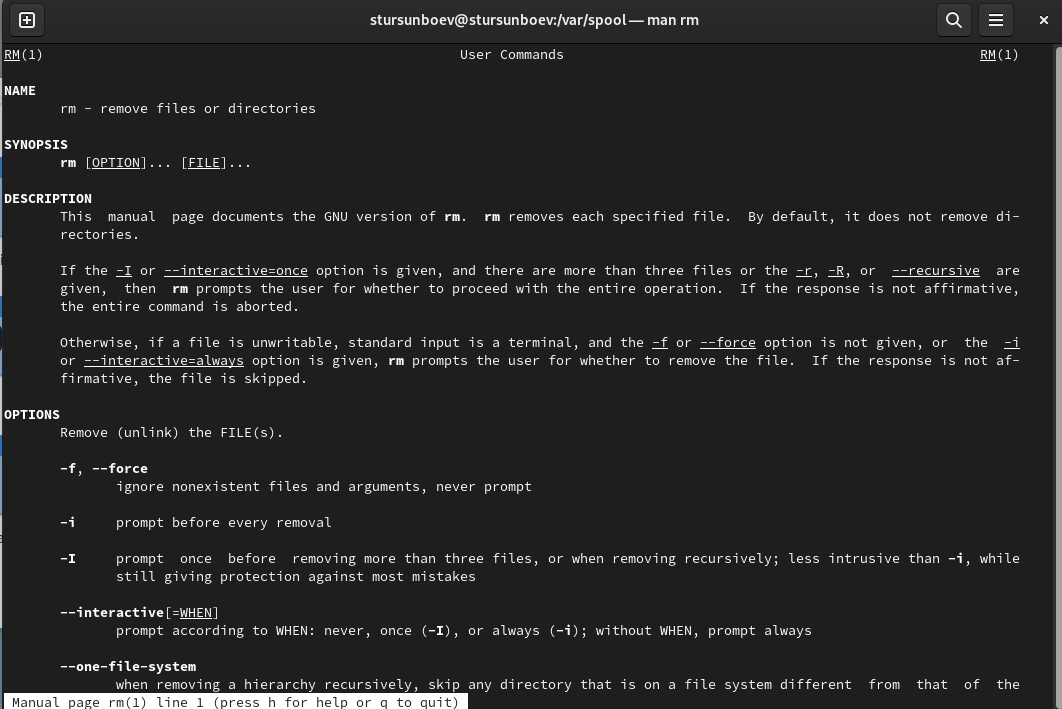 stursunboev@stursunboev:/var/spool — man rm
RM(1) User Commands RM(1)
NAME
rm - remove files or directories
SYNOPSIS
rm [OPTION]... [FILE]...
DESCRIPTION
This manual page documents the GNU version of rm. rm removes each specified file. By default, it does not remove di-
rectories.
If the -I or --interactive=once option is given, and there are more than three files or the -r, -R, or --recursive are
given, then rm prompts the user for whether to proceed with the entire operation. If the response is not affirmative,
the entire command is aborted.
Otherwise, if a file is unwritable, standard input is a terminal, and the -f or --force option is not given, or the -i
or --interactive=always option is given, rm prompts the user for whether to remove the file. If the response is not af-
firmative, the file is skipped.
OPTIONS
Remove (unlink) the FILE(s).
-f, --force
ignore nonexistent files and arguments, never prompt
-i prompt before every removal
-I prompt once before removing more than three files, or when removing recursively; less intrusive than -i, while
still giving protection against most mistakes
--interactive[=WHEN]
prompt according to WHEN: never, once (-I), or always (-i); without WHEN, prompt always
--one-file-system
when removing a hierarchy recursively, skip any directory that is on a file system different from that of the
Manual page rm(1) line 1 (press h for help or q to quit)